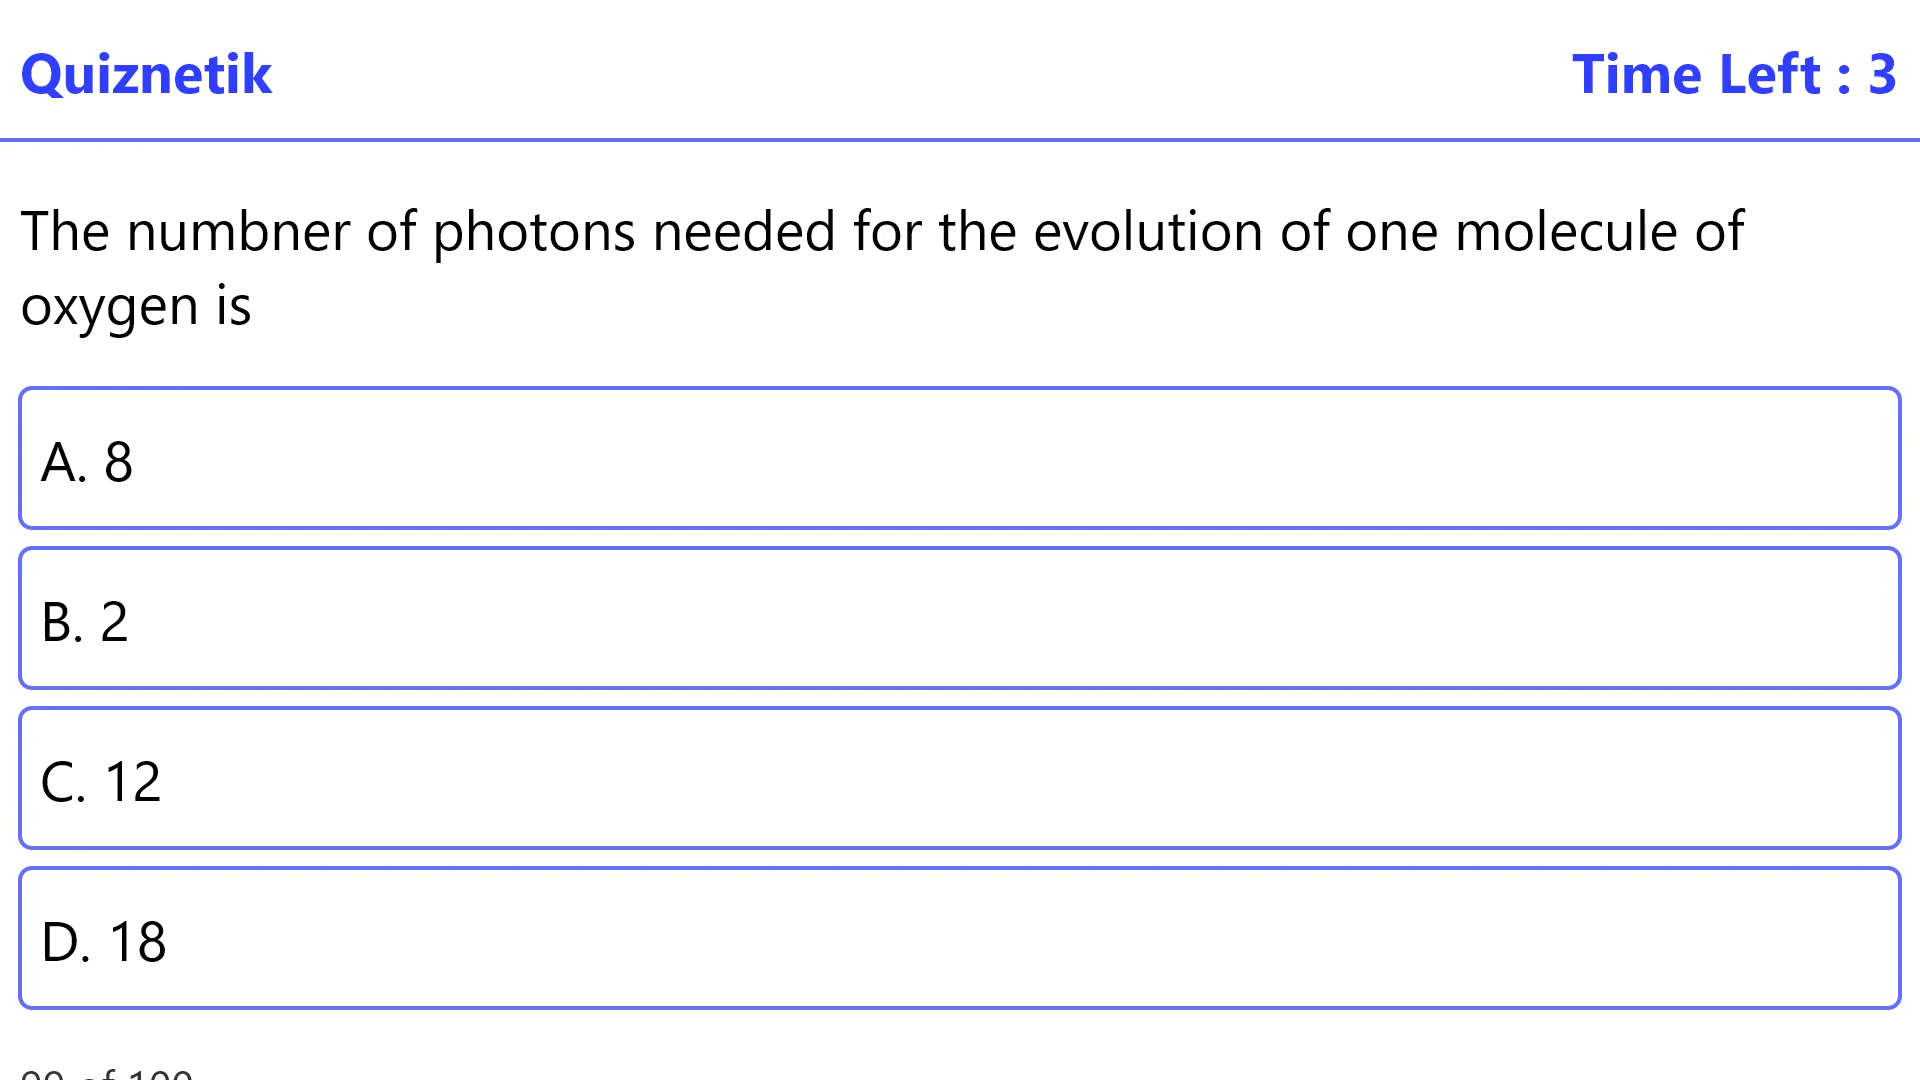 Quiznetik
Time Left : 3
The numbner of photons needed for the evolution of one molecule of
oxygen is
A. 8
B. 2
C. 12
D. 18